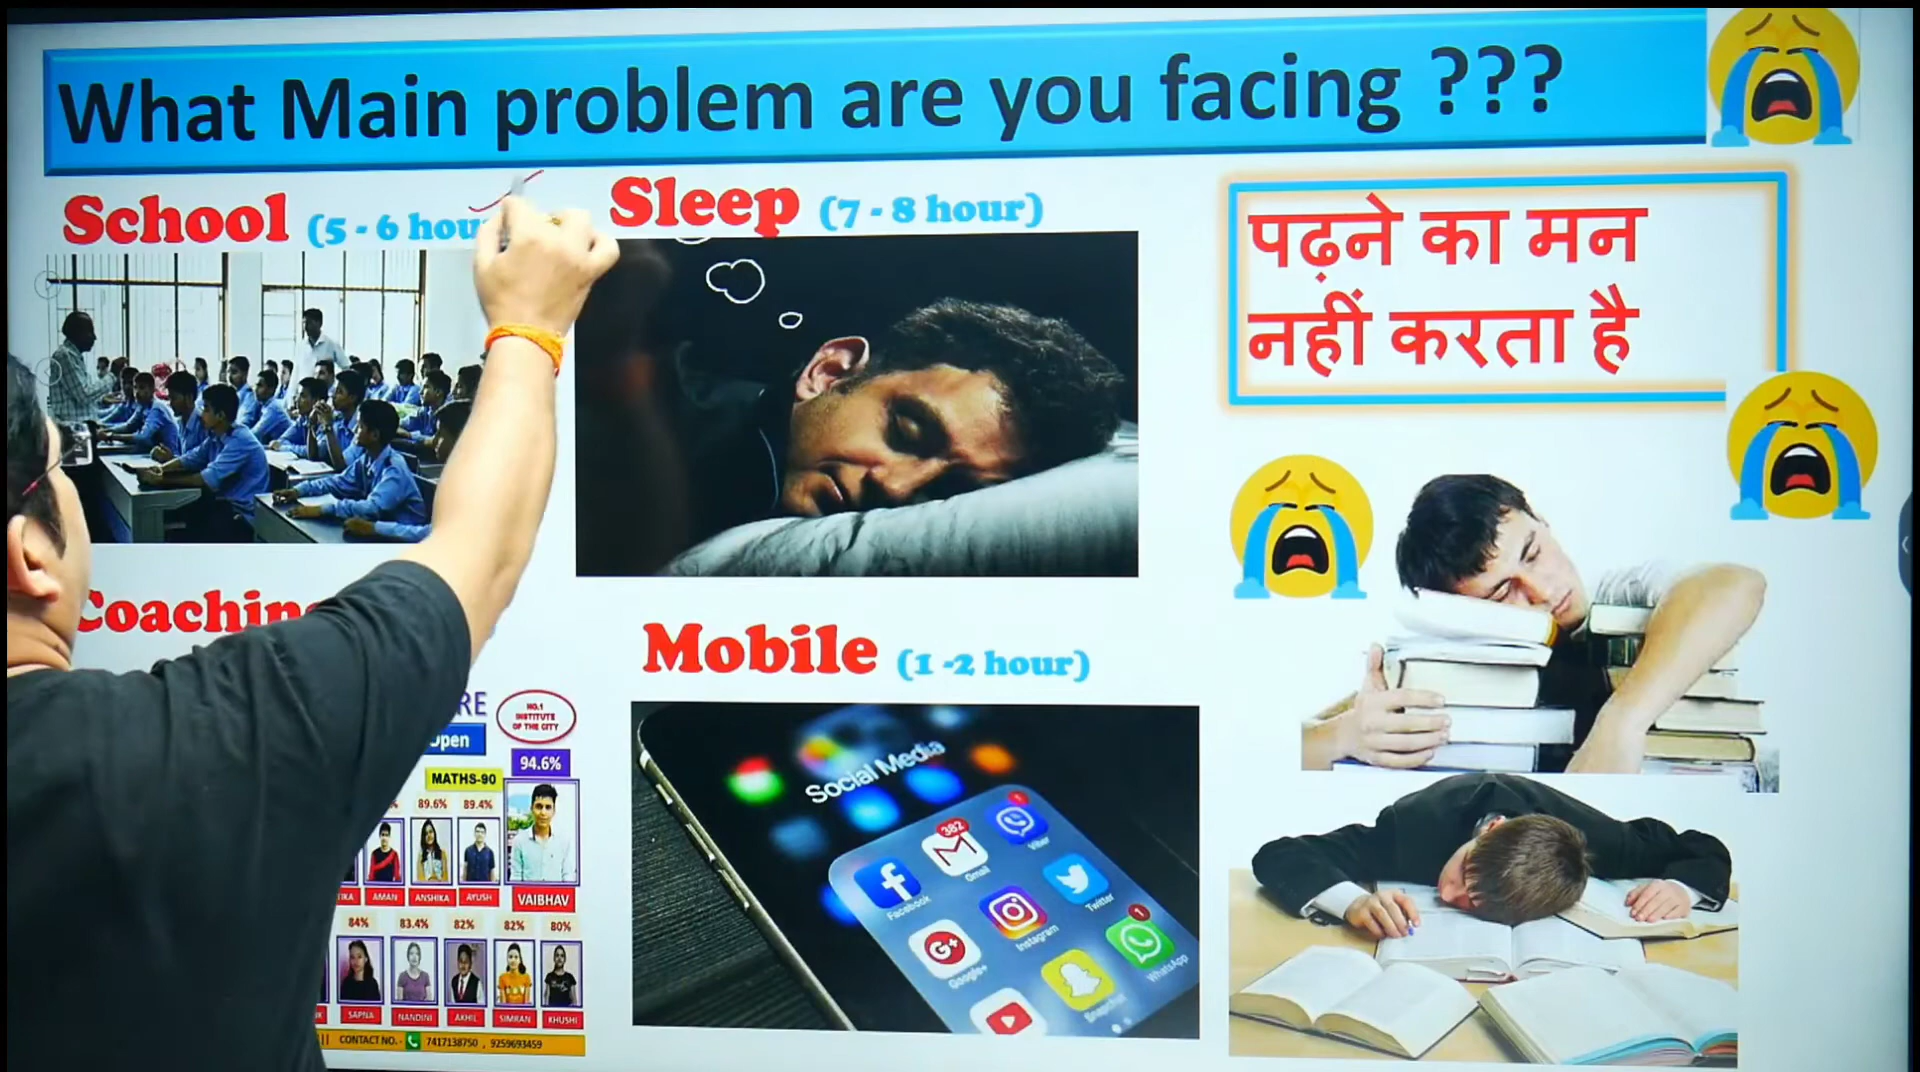 What Main problem are you facing ???
School (5 - 6 hou
Sleep (7 - 8 hour)
पढ़ने का मन
नहीं करता है
Coachin
Mobile (1 -2 hour)
RE
NO.1
INSTITUTE
OF THE CITY
Open
94.6%
MATHS-90
89.6% 89.4%
AMAN ANSHIKA AYUSH VAIBHAV
84% 83.4% 82% 82% 80%
SAPNA NANDINI AKHIL SIMRAN KHUSHI
CONTACT NO.- 7417138750 , 9259693459
Social Media
382
1
Facebook
Gmail
Viber
Google+
Instagram
Twitter
1
Snapchat
WhatsApp